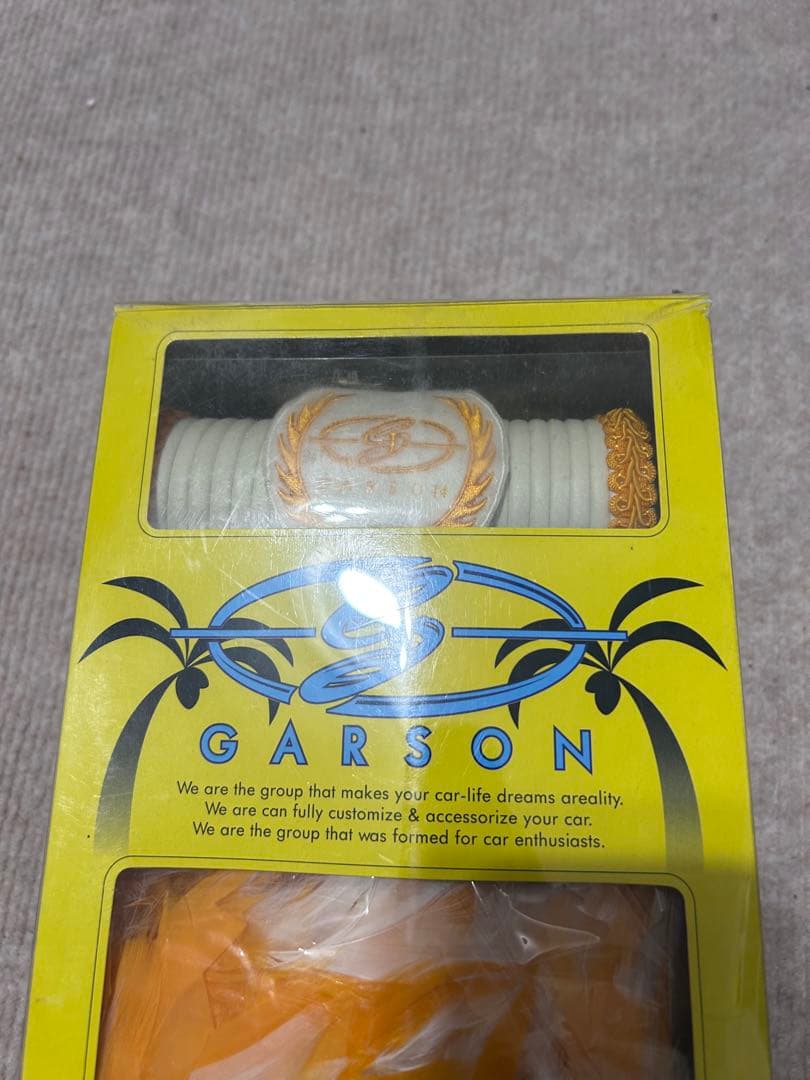 GARSON
GARSON
We are the group that makes your car-life dreams areality.
We are can fully customize & accessorize your car.
We are the group that was formed for car enthusiasts.